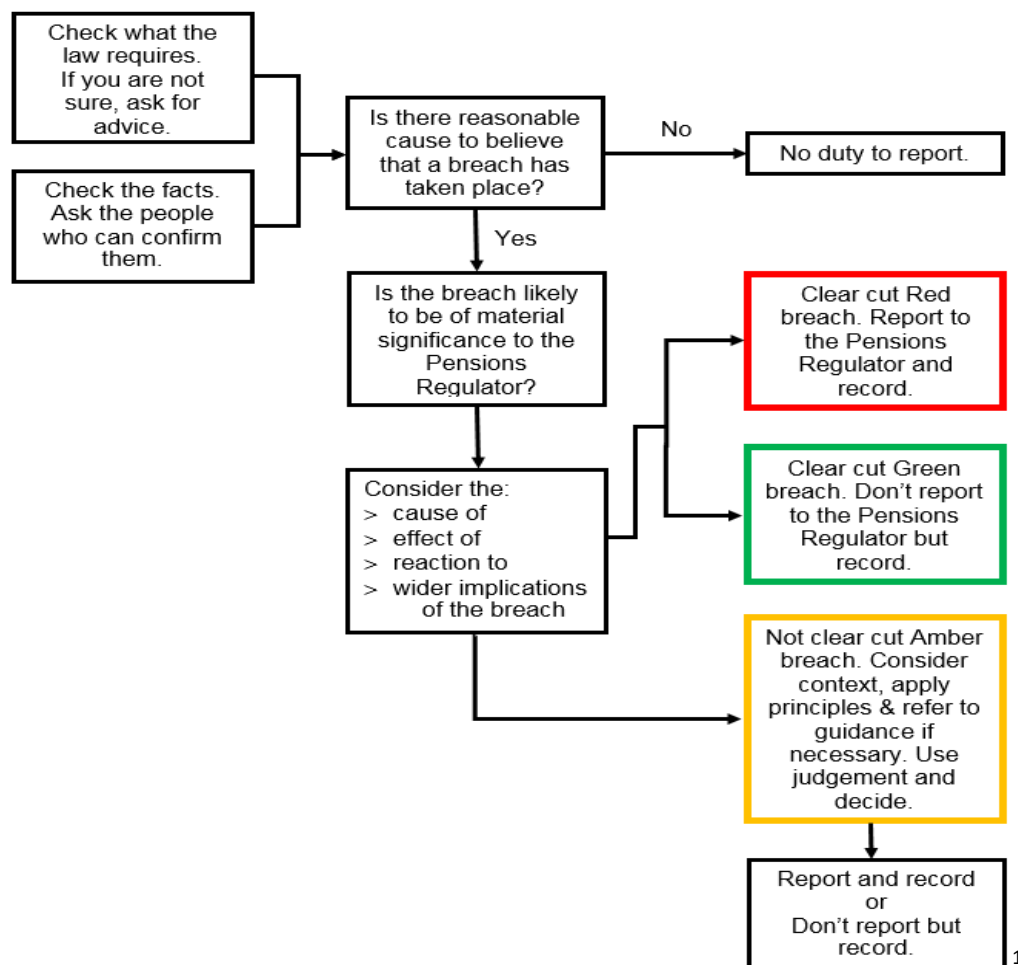 Check what the
law requires.
If you are not
sure, ask for
advice.
Check the facts.
Ask the people
who can confirm
them.
Is there reasonable
cause to believe
that a breach has
taken place?
No
No duty to report.
Yes
Is the breach likely
to be of material
significance to the
Pensions
Regulator?
Consider the:
> cause of
> effect of
> reaction to
> wider implications
of the breach
Clear cut Red
breach. Report to
the Pensions
Regulator and
record.
Clear cut Green
breach. Don’t report
to the Pensions
Regulator but
record.
Not clear cut Amber
breach. Consider
context, apply
principles & refer to
guidance if
necessary. Use
judgement and
decide.
Report and record
or
Don’t report but
record.
1